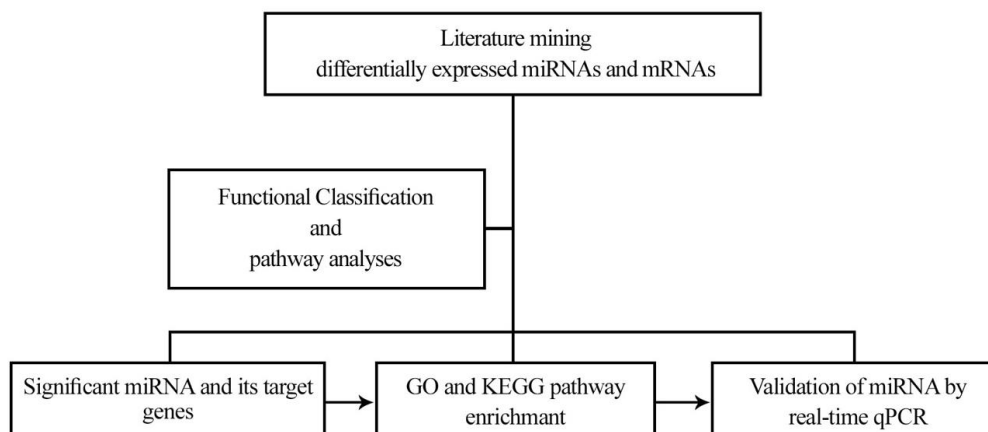 Literature mining
differentially expressed miRNAs and mRNAs
Functional Classification
and
pathway analyses
Significant miRNA and its target
genes
GO and KEGG pathway
enrichmant
Validation of miRNA by
real-time qPCR